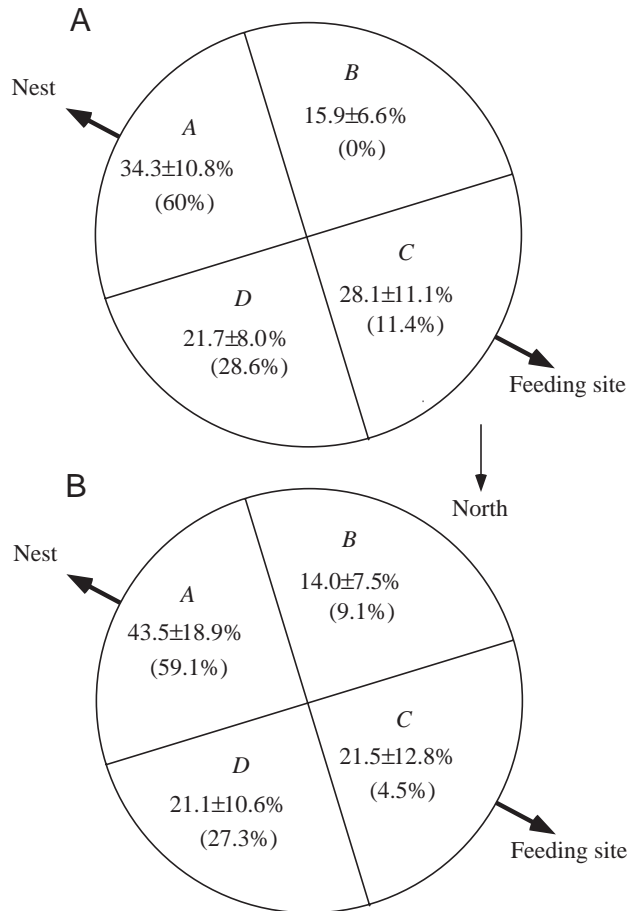 A
Nest
B
15.9±6.6%
(0%)
A
34.3±10.8%
(60%)
C
28.1±11.1%
(11.4%)
D
21.7±8.0%
(28.6%)
Feeding site
North
B
Nest
B
14.0±7.5%
(9.1%)
A
43.5±18.9%
(59.1%)
C
21.5±12.8%
(4.5%)
D
21.1±10.6%
(27.3%)
Feeding site